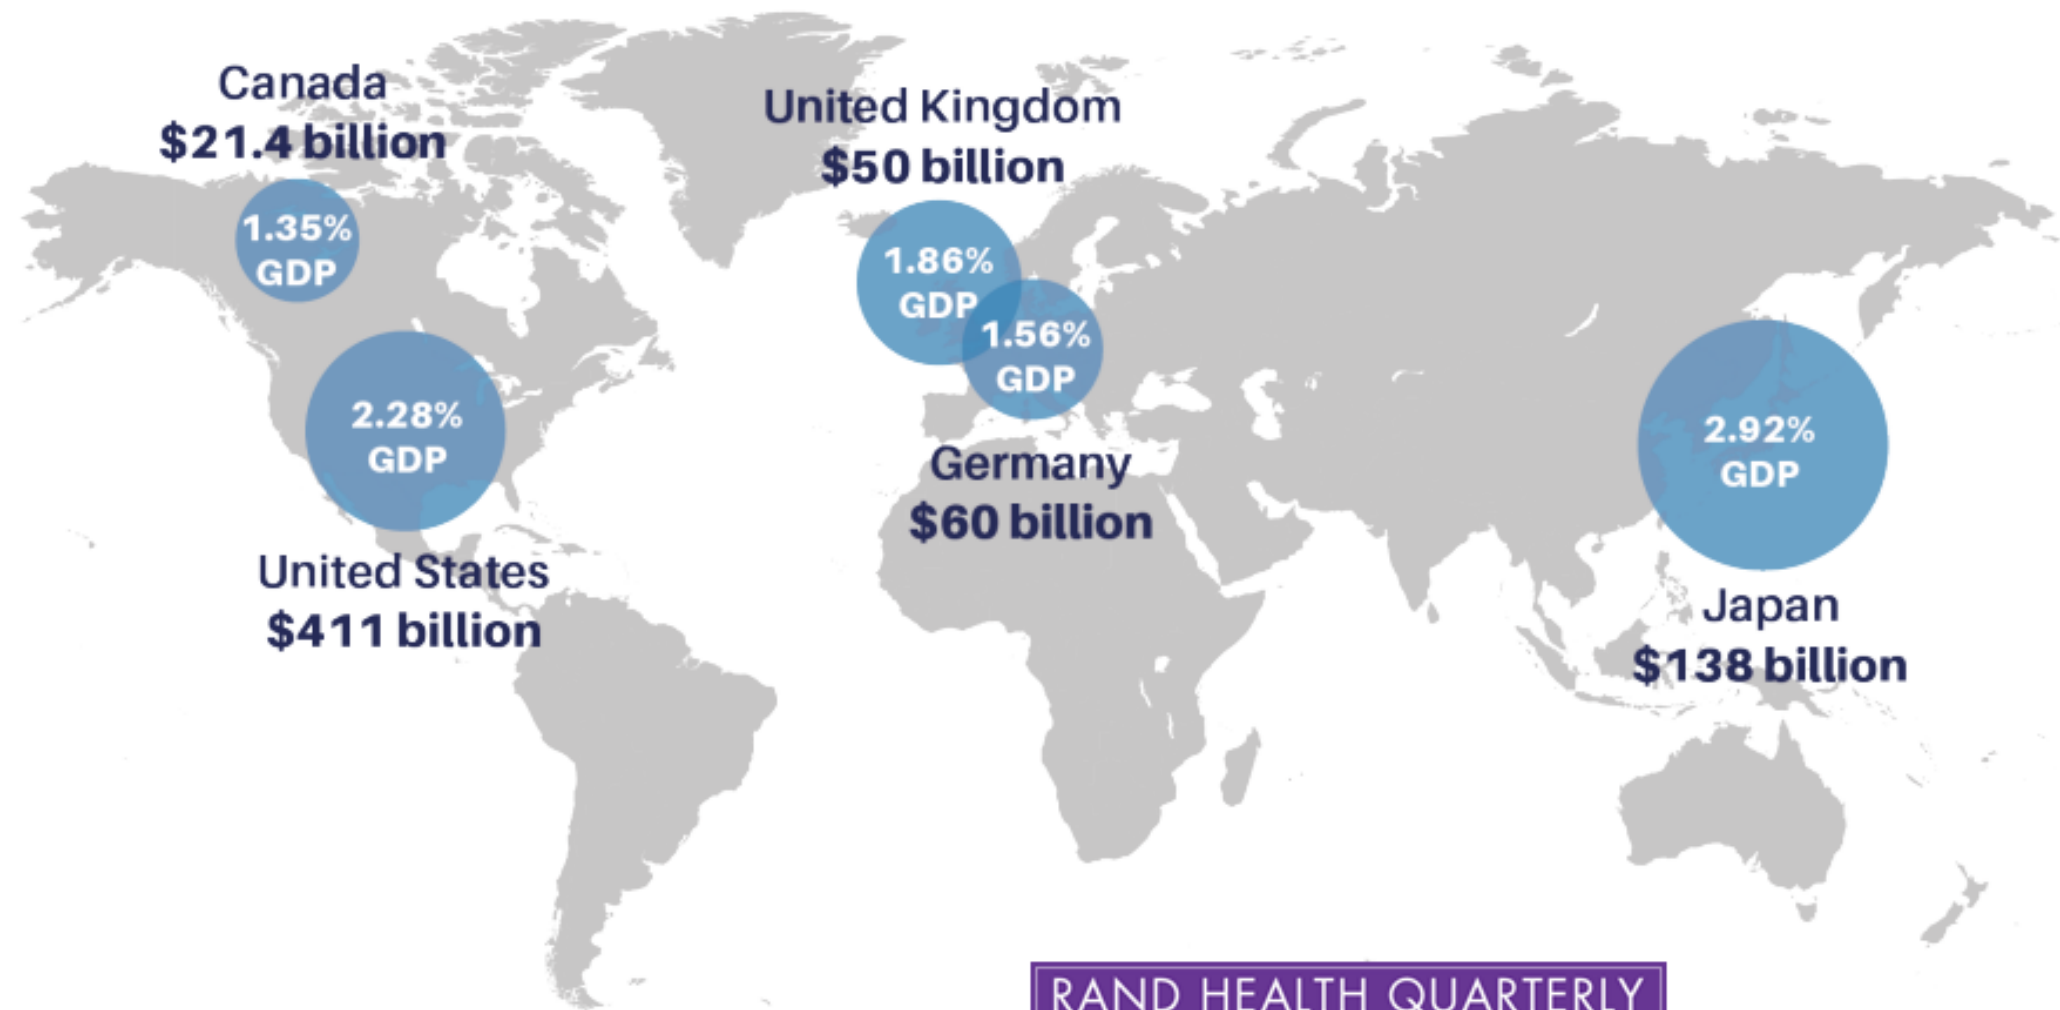 Canada
$21.4 billion
1.35%
GDP
United Kingdom
$50 billion
1.86%
GDP
1.56%
GDP
Germany
$60 billion
2.28%
GDP
United States
$411 billion
2.92%
GDP
Japan
$138 billion
RAND HEALTH QUARTERLY